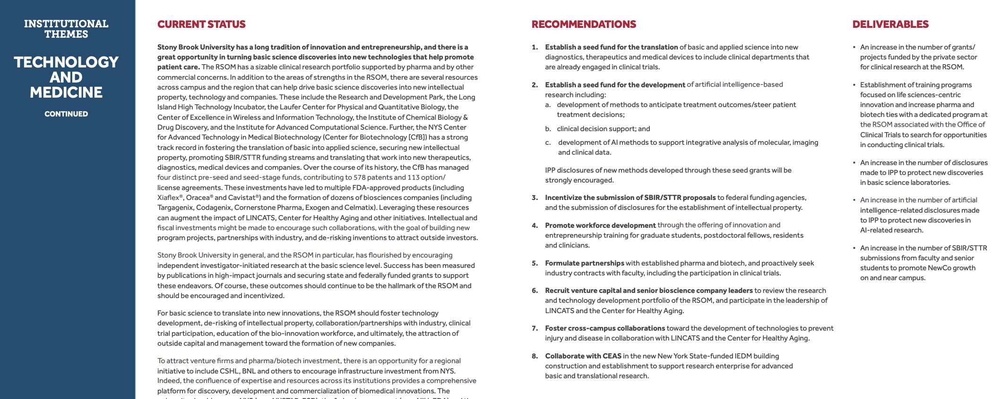 INSTITUTIONAL
THEMES
TECHNOLOGY
AND
MEDICINE
CONTINUED
CURRENT STATUS
Stony Brook University has a long tradition of innovation and entrepreneurship, and there is a
great opportunity in turning basic science discoveries into new technologies that help promote
patient care. The RSOM has a sizable clinical research portfolio supported by pharma and by other
commercial concerns. In addition to the areas of strengths in the RSOM, there are several resources
across campus and the region that can help drive basic science discoveries into new intellectual
property, technology and companies. These include the Research and Development Park, the Long
Island High Technology Incubator, the Laufer Center for Physical and Quantitative Biology, the
Center of Excellence in Wireless and Information Technology, the Institute of Chemical Biology &
Drug Discovery, and the Institute for Advanced Computational Science. Further, the NYS Center
for Advanced Technology in Medical Biotechnology (Center for Biotechnology [CfB]) has a strong
track record in fostering the translation of basic into applied science, securing new intellectual
property, promoting SBIR/STTR funding streams and translating that work into new therapeutics,
diagnostics, medical devices and companies. Over the course of its history, the CfB has managed
four distinct pre-seed and seed-stage funds, contributing to 578 patents and 113 option/
license agreements. These investments have led to multiple FDA-approved products (including
Xiaflex®, Oracea® and Cavistat®) and the formation of dozens of biosciences companies (including
Targagenix, Codagenix, Cornerstone Pharma, Exogen and Celmatix). Leveraging these resources
can augment the impact of LINCATS, Center for Healthy Aging and other initiatives. Intellectual and
fiscal investments might be made to encourage such collaborations, with the goal of building new
program projects, partnerships with industry, and de-risking inventions to attract outside investors.
Stony Brook University in general, and the RSOM in particular, has flourished by encouraging
independent investigator-initiated research at the basic science level. Success has been measured
by publications in high-impact journals and securing state and federally funded grants to support
these endeavors. Of course, these outcomes should continue to be the hallmark of the RSOM and
should be encouraged and incentivized.
For basic science to translate into new innovations, the RSOM should foster technology
development, de-risking of intellectual property, collaboration/partnerships with industry, clinical
trial participation, education of the bio-innovation workforce, and ultimately, the attraction of
outside capital and management toward the formation of new companies.
To attract venture firms and pharma/biotech investment, there is an opportunity for a regional
initiative to include CSHL, BNL and others to encourage infrastructure investment from NYS.
Indeed, the confluence of expertise and resources across its institutions provides a comprehensive
platform for discovery, development and commercialization of biomedical innovations. The
RECOMMENDATIONS
1. Establish a seed fund for the translation of basic and applied science into new
diagnostics, therapeutics and medical devices to include clinical departments that
are already engaged in clinical trials.
2. Establish a seed fund for the development of artificial intelligence-based
research including:
a. development of methods to anticipate treatment outcomes/steer patient
treatment decisions;
b. clinical decision support; and
c. development of AI methods to support integrative analysis of molecular, imaging
and clinical data.
IPP disclosures of new methods developed through these seed grants will be
strongly encouraged.
3. Incentivize the submission of SBIR/STTR proposals to federal funding agencies,
and the submission of disclosures for the establishment of intellectual property.
4. Promote workforce development through the offering of innovation and
entrepreneurship training for graduate students, postdoctoral fellows, residents
and clinicians.
5. Formulate partnerships with established pharma and biotech, and proactively seek
industry contracts with faculty, including the participation in clinical trials.
6. Recruit venture capital and senior bioscience company leaders to review the research
and technology development portfolio of the RSOM, and participate in the leadership of
LINCATS and the Center for Healthy Aging.
7. Foster cross-campus collaborations toward the development of technologies to prevent
injury and disease in collaboration with LINCATS and the Center for Healthy Aging.
8. Collaborate with CEAS in the new New York State-funded IEDM building
construction and establishment to support research enterprise for advanced
basic and translational research.
DELIVERABLES
• An increase in the number of grants/
projects funded by the private sector
for clinical research at the RSOM.
• Establishment of training programs
focused on life sciences-centric
innovation and increase pharma and
biotech ties with a dedicated program at
the RSOM associated with the Office of
Clinical Trials to search for opportunities
in conducting clinical trials.
• An increase in the number of disclosures
made to IPP to protect new discoveries
in basic science laboratories.
• An increase in the number of artificial
intelligence-related disclosures made
to IPP to protect new discoveries in
AI-related research.
• An increase in the number of SBIR/STTR
submissions from faculty and senior
students to promote NewCo growth
on and near campus.